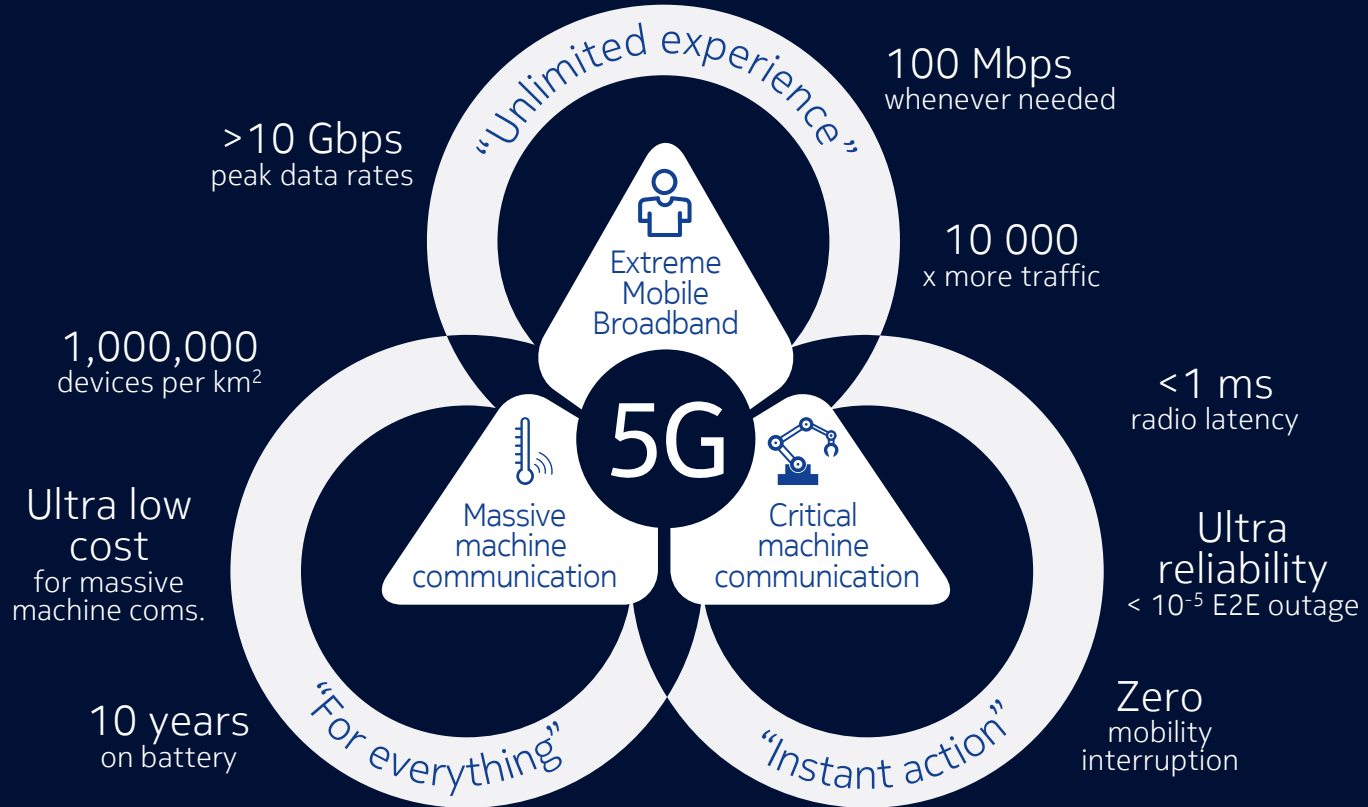 “Unlimited experience”
100 Mbps
whenever needed
>10 Gbps
peak data rates
10 000
x more traffic
Extreme
Mobile
Broadband
1,000,000
devices per km²
<1 ms
radio latency
5G
Ultra low
cost
for massive
machine coms.
Massive
machine
communication
Critical
machine
communication
Ultra
reliability
< 10⁻⁵ E2E outage
10 years
on battery
“For everything”
“Instant action”
Zero
mobility
interruption